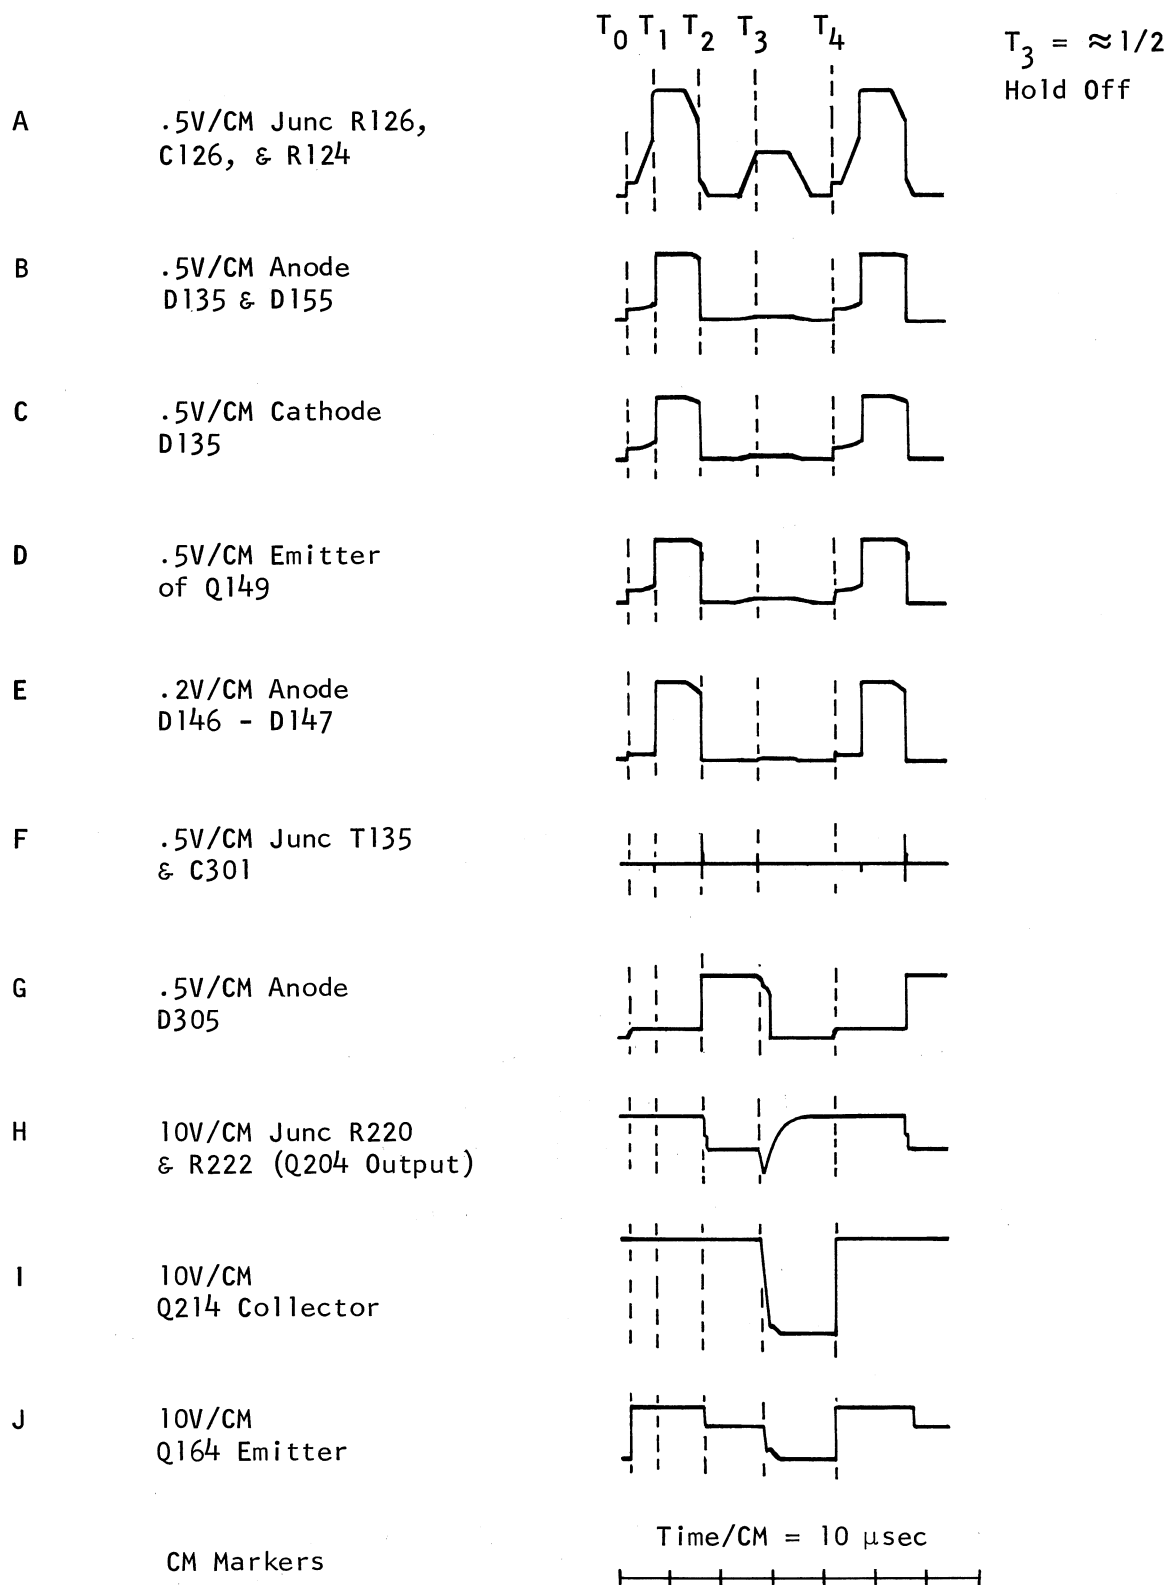 T0 T1 T2 T3 T4
T3 = ≈ 1/2
Hold Off
A
.5V/CM Junc R126,
C126, & R124
B
.5V/CM Anode
D135 & D155
C
.5V/CM Cathode
D135
D
.5V/CM Emitter
of Q149
E
.2V/CM Anode
D146 - D147
F
.5V/CM Junc T135
& C301
G
.5V/CM Anode
D305
H
10V/CM Junc R220
& R222 (Q204 Output)
I
10V/CM
Q214 Collector
J
10V/CM
Q164 Emitter
Time/CM = 10 μsec
CM Markers